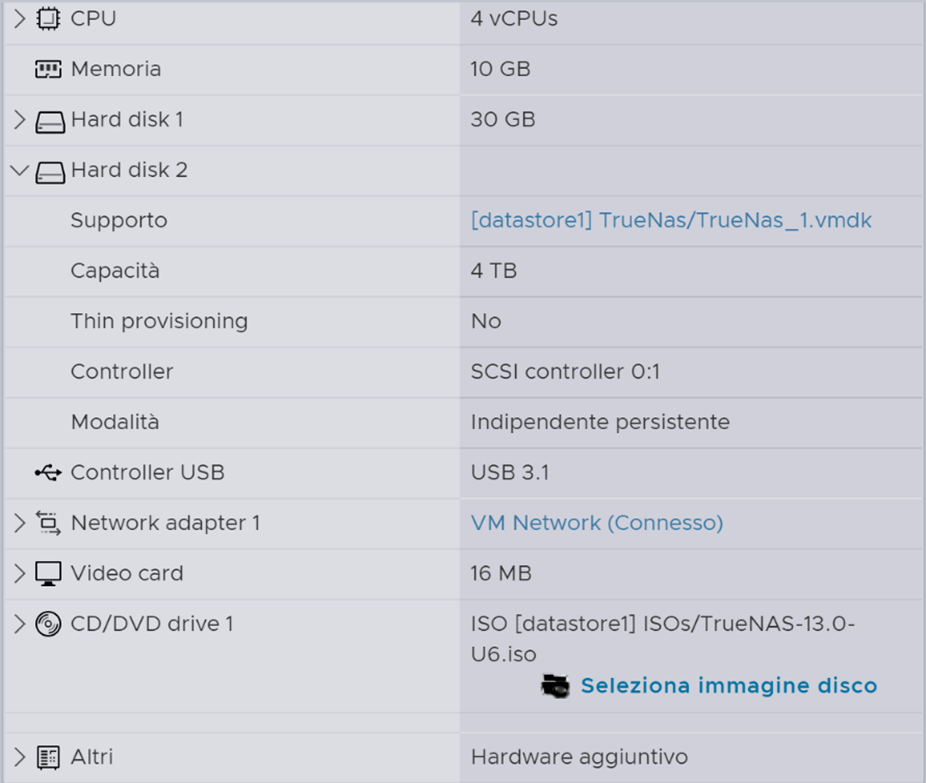 CPU 4 vCPUs
Memoria 10 GB
Hard disk 1 30 GB
Hard disk 2
Supporto [datastore1] TrueNas/TrueNas_1.vmdk
Capacità 4 TB
Thin provisioning No
Controller SCSI controller 0:1
Modalità Indipendente persistente
Controller USB USB 3.1
Network adapter 1 VM Network (Connesso)
Video card 16 MB
CD/DVD drive 1 ISO [datastore1] ISOs/TrueNAS-13.0-
U6.iso
Seleziona immagine disco
Altri Hardware aggiuntivo